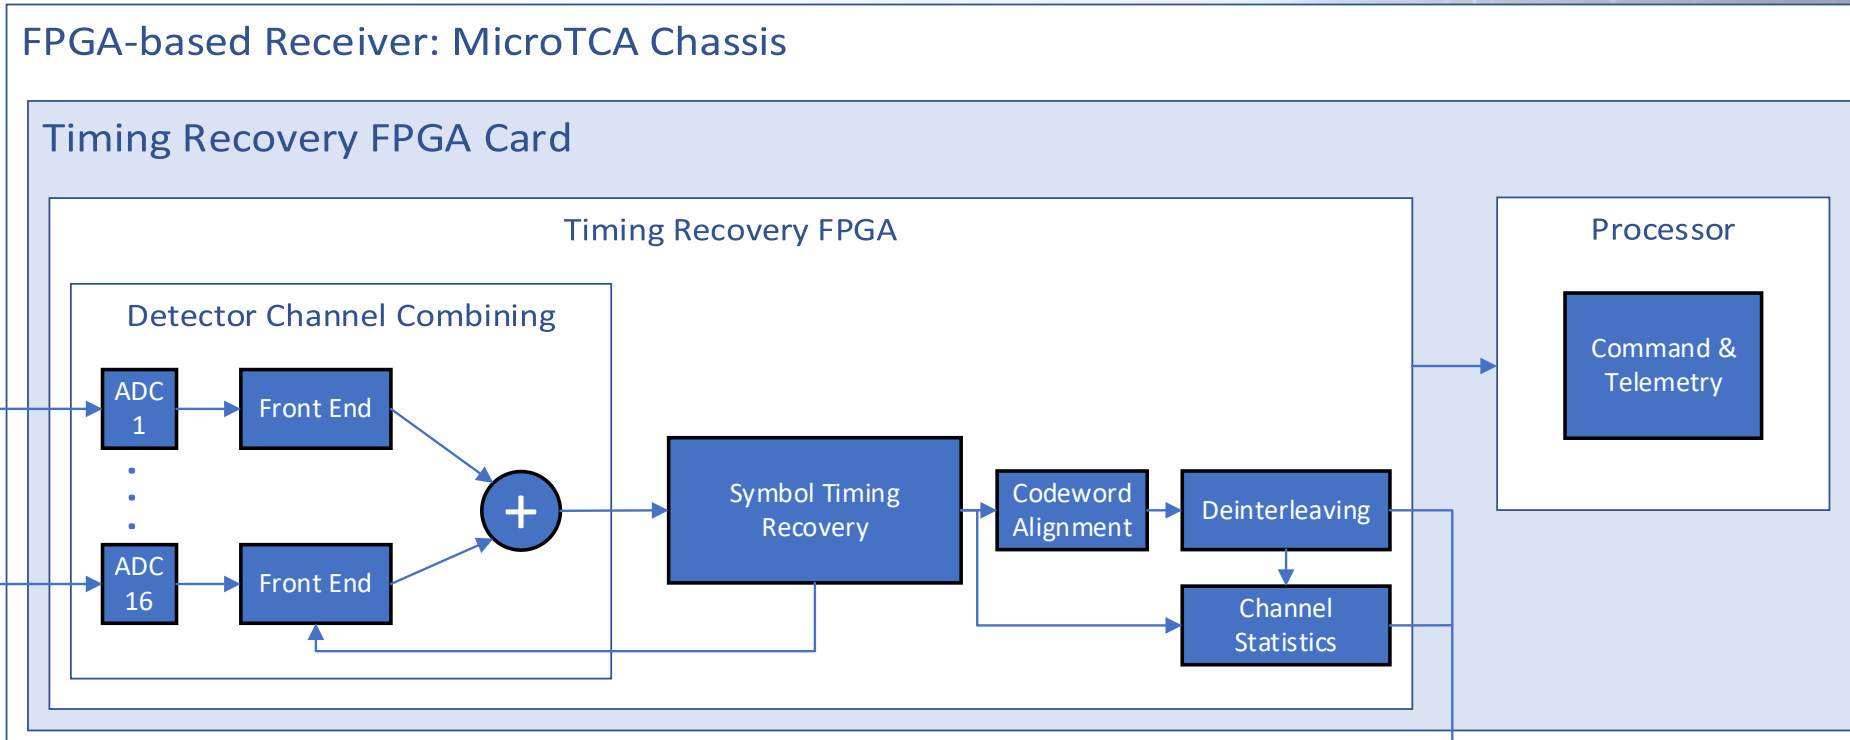 FPGA-based Receiver: MicroTCA Chassis
Timing Recovery FPGA Card
Timing Recovery FPGA
Processor
Detector Channel Combining
Command &
Telemetry
ADC
1
Front End
+
Symbol Timing
Recovery
Codeword
Alignment
Deinterleaving
ADC
16
Front End
Channel
Statistics